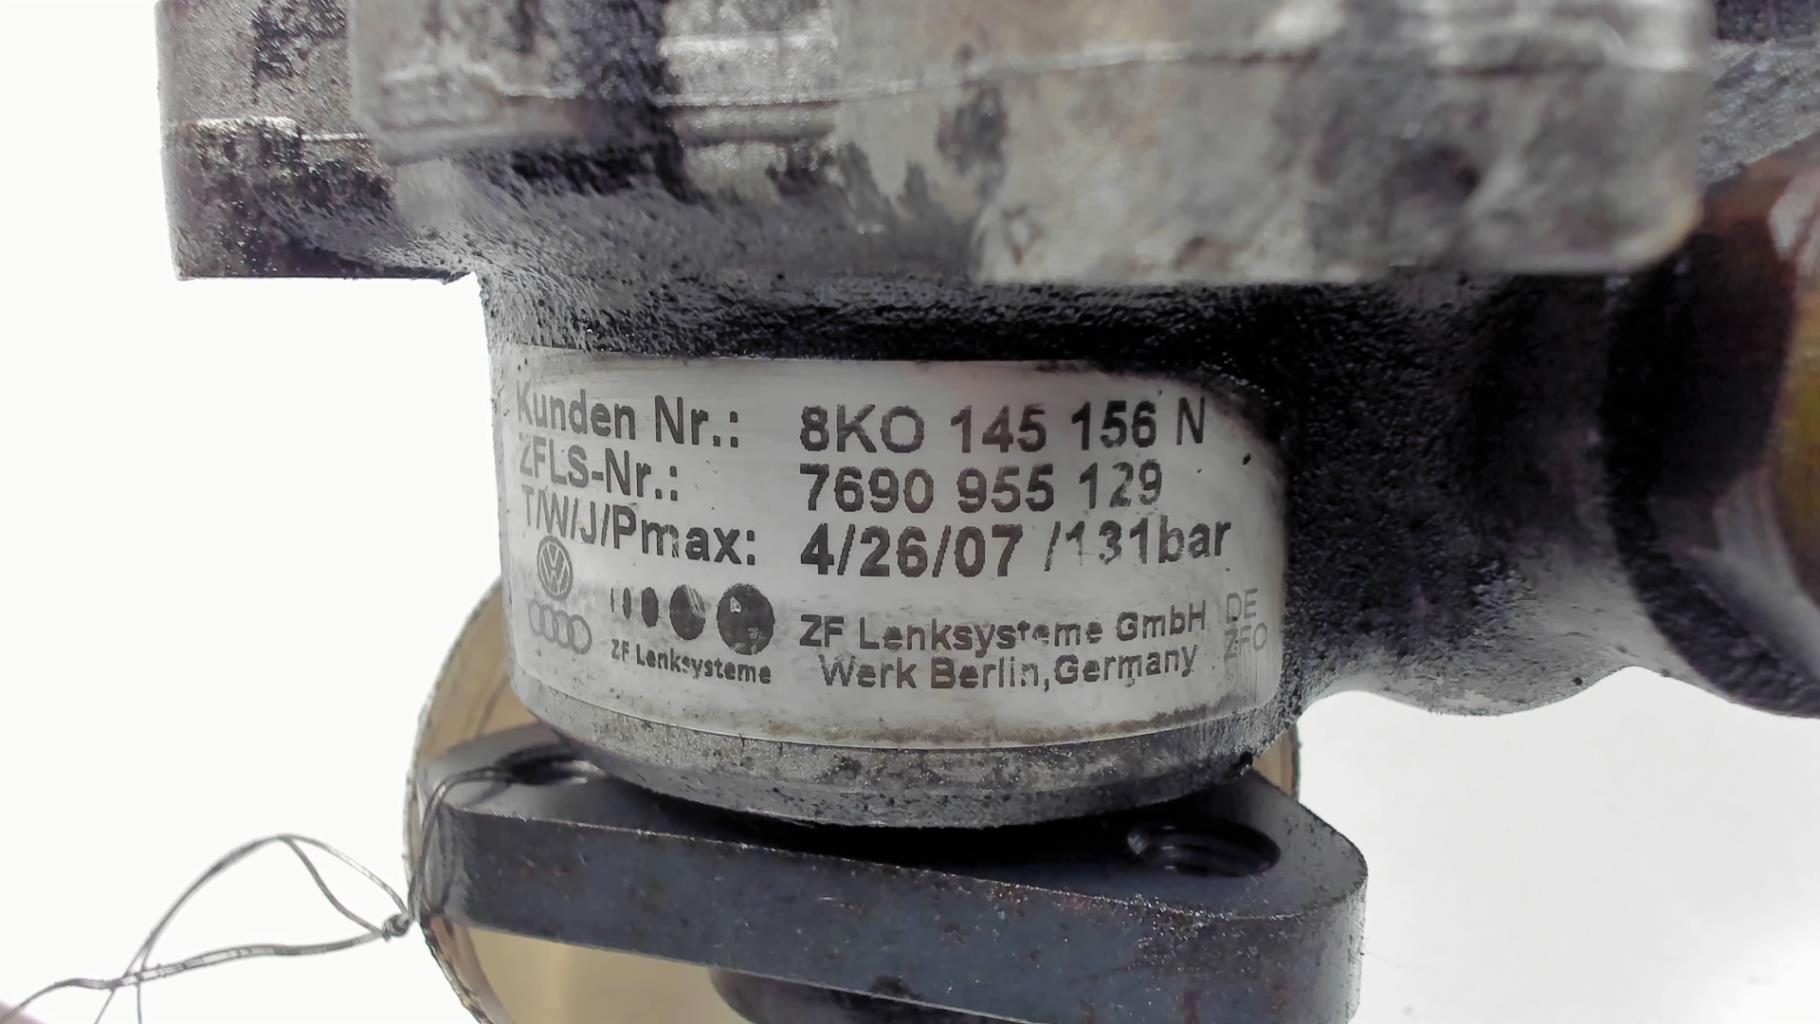 Kunden Nr.: 8KO 145 156 N
ZFLS-Nr.: 7690 955 129
T/W/J/Pmax: 4/26/07 /131bar
ZF Lenksysteme GmbH DE
ZF Lenksysteme Werk Berlin,Germany ZFO